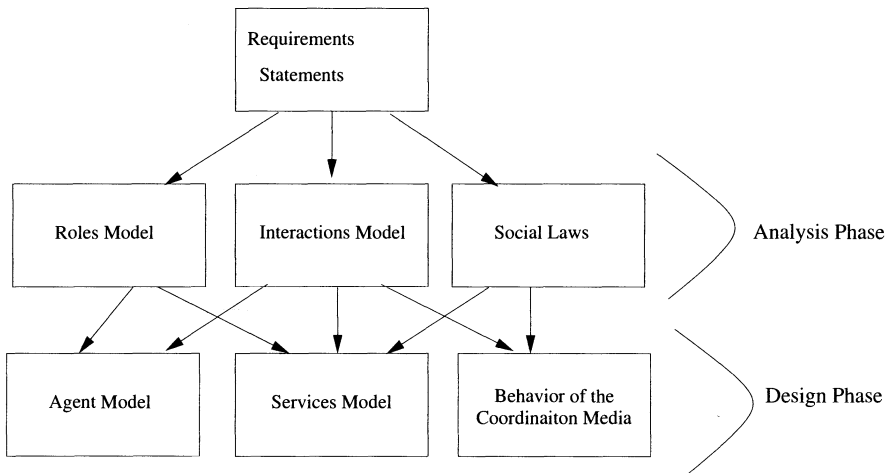 Requirements
Statements
Roles Model
Interactions Model
Social Laws
Analysis Phase
Agent Model
Services Model
Behavior of the
Coordinaiton Media
Design Phase